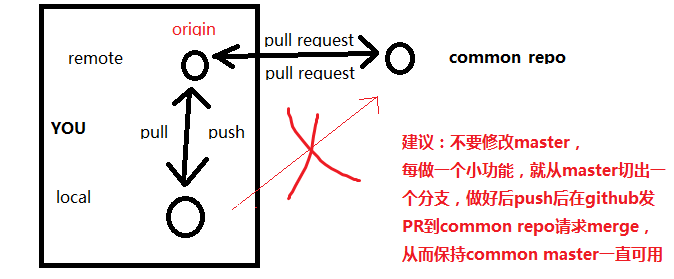 origin
pull request
remote
pull request
common repo
YOU
pull
push
local
建议：不要修改master，
每做一个小功能，就从master切出一
个分支，做好后push后在github发
PR到common repo请求merge，
从而保持common master一直可用